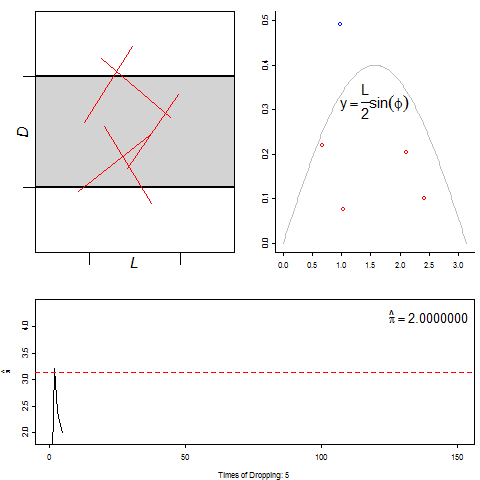 D
L
0.0 0.1 0.2 0.3 0.4 0.5
y = L/2 sin(ϕ)
0.0 0.5 1.0 1.5 2.0 2.5 3.0
π̂ = 2.0000000
π̂
2.0 2.5 3.0 3.5 4.0
0 50 100 150
Times of Dropping: 5